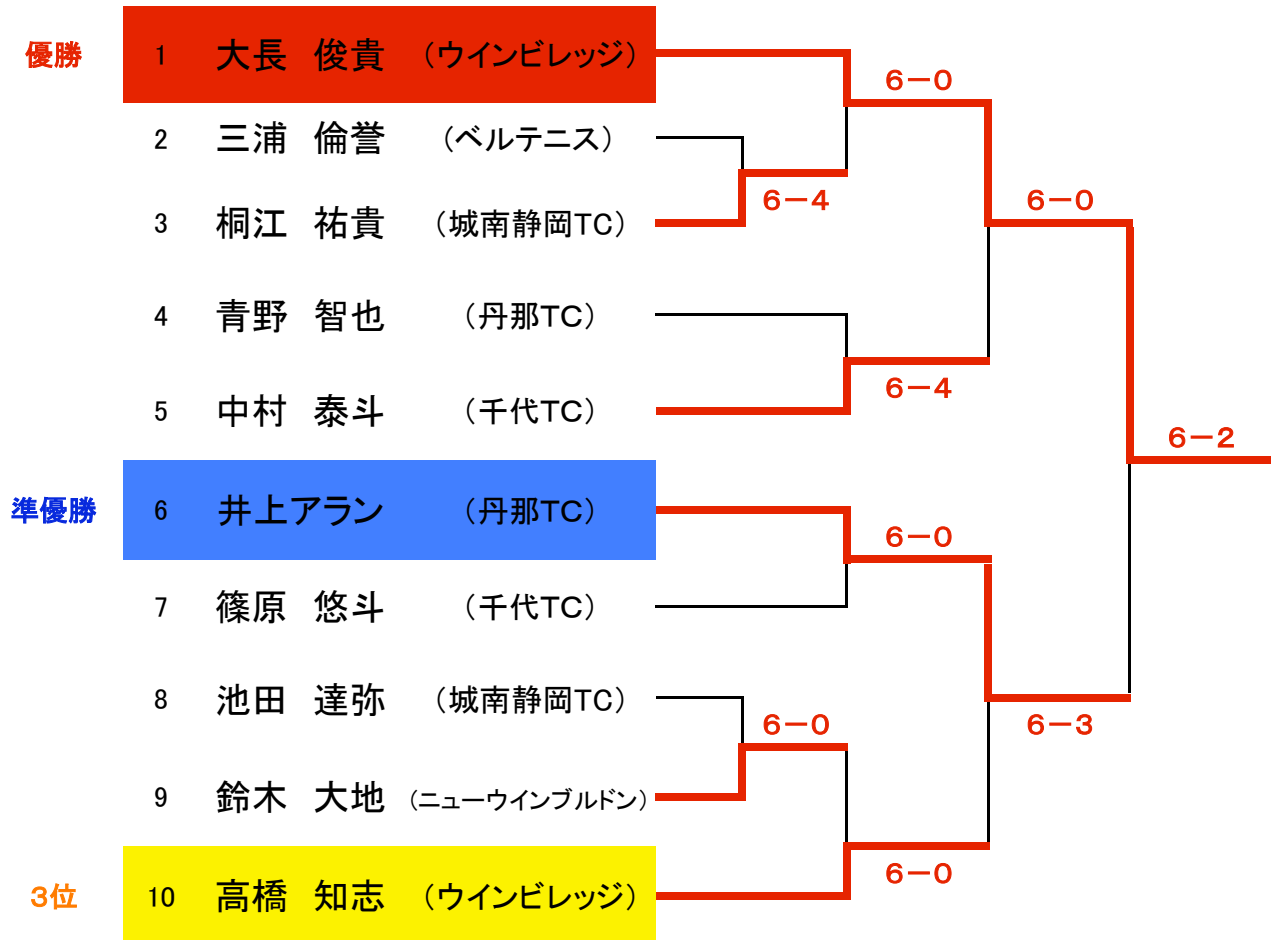 優勝 1 大長 俊貴 (ウインビレッジ)
6-0
2 三浦 倫誉 (ベルテニス)
6-4
6-0
3 桐江 祐貴 (城南静岡TC)
4 青野 智也 (丹那TC)
6-4
5 中村 泰斗 (千代TC)
6-2
準優勝 6 井上アラン (丹那TC)
6-0
7 篠原 悠斗 (千代TC)
8 池田 達弥 (城南静岡TC)
6-0
6-3
9 鈴木 大地 (ニューウインブルドン)
6-0
3位 10 高橋 知志 (ウインビレッジ)